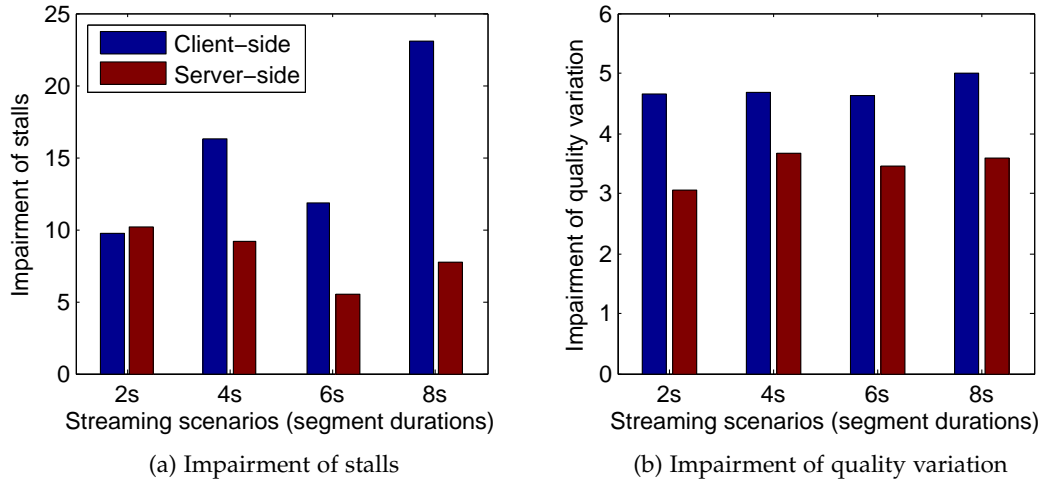 25
20
15
10
5
0
Impairment of stalls
Client−side
Server−side
2s 4s 6s 8s
Streaming scenarios (segment durations)
(a) Impairment of stalls
6
5
4
3
2
1
0
Impairment of quality variation
2s 4s 6s 8s
Streaming scenarios (segment durations)
(b) Impairment of quality variation